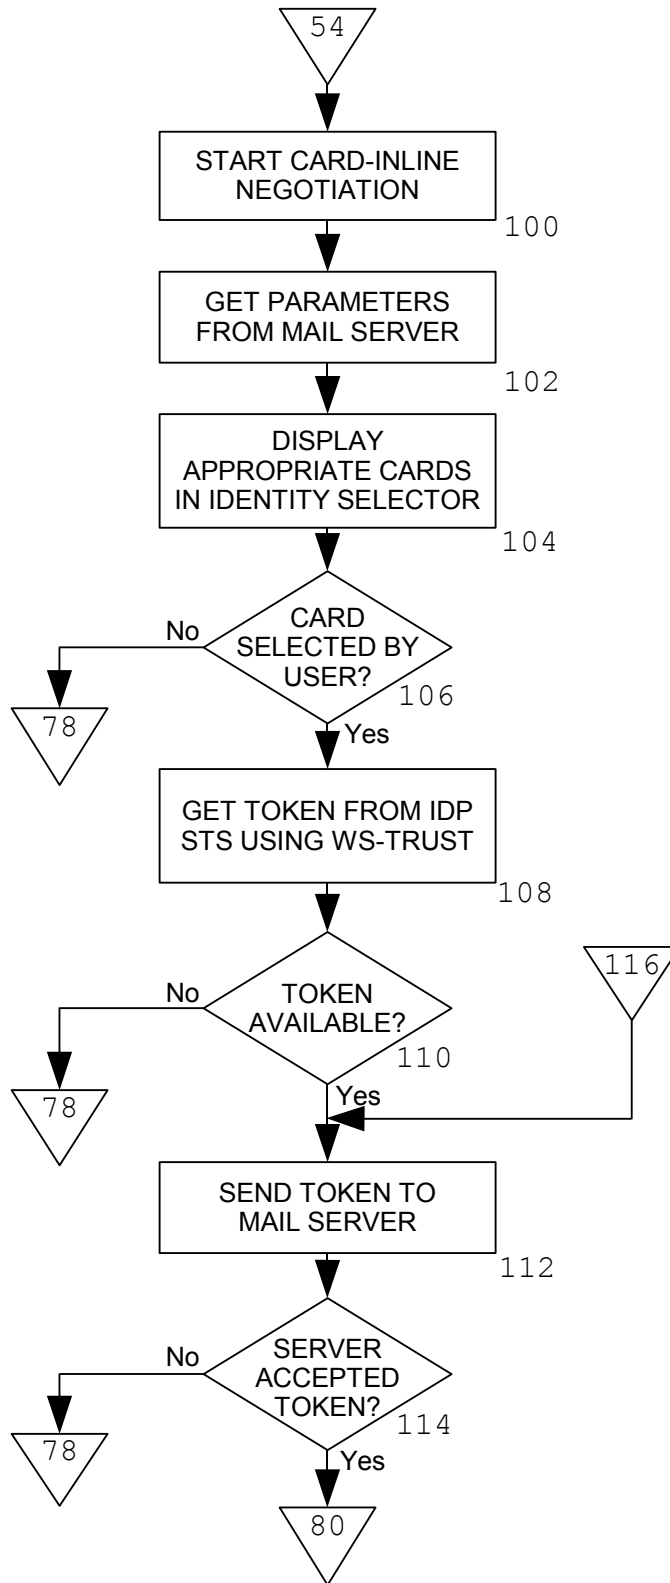 54
START CARD-INLINE
NEGOTIATION
100
GET PARAMETERS
FROM MAIL SERVER
102
DISPLAY
APPROPRIATE CARDS
IN IDENTITY SELECTOR
104
CARD
SELECTED BY
USER?
106
No
78
Yes
GET TOKEN FROM IDP
STS USING WS-TRUST
108
TOKEN
AVAILABLE?
110
No
78
116
Yes
SEND TOKEN TO
MAIL SERVER
112
SERVER
ACCEPTED
TOKEN?
114
No
78
Yes
80